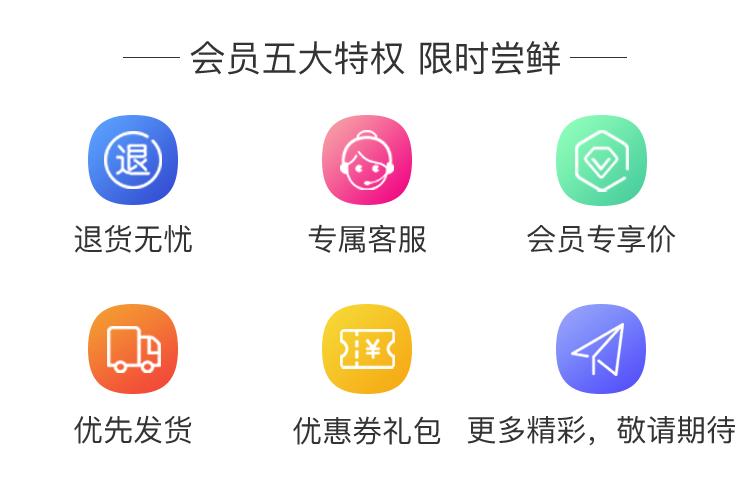 会员五大特权 限时尝鲜
退
退货无忧
专属客服
会员专享价
¥
优先发货
优惠券礼包
更多精彩，敬请期待